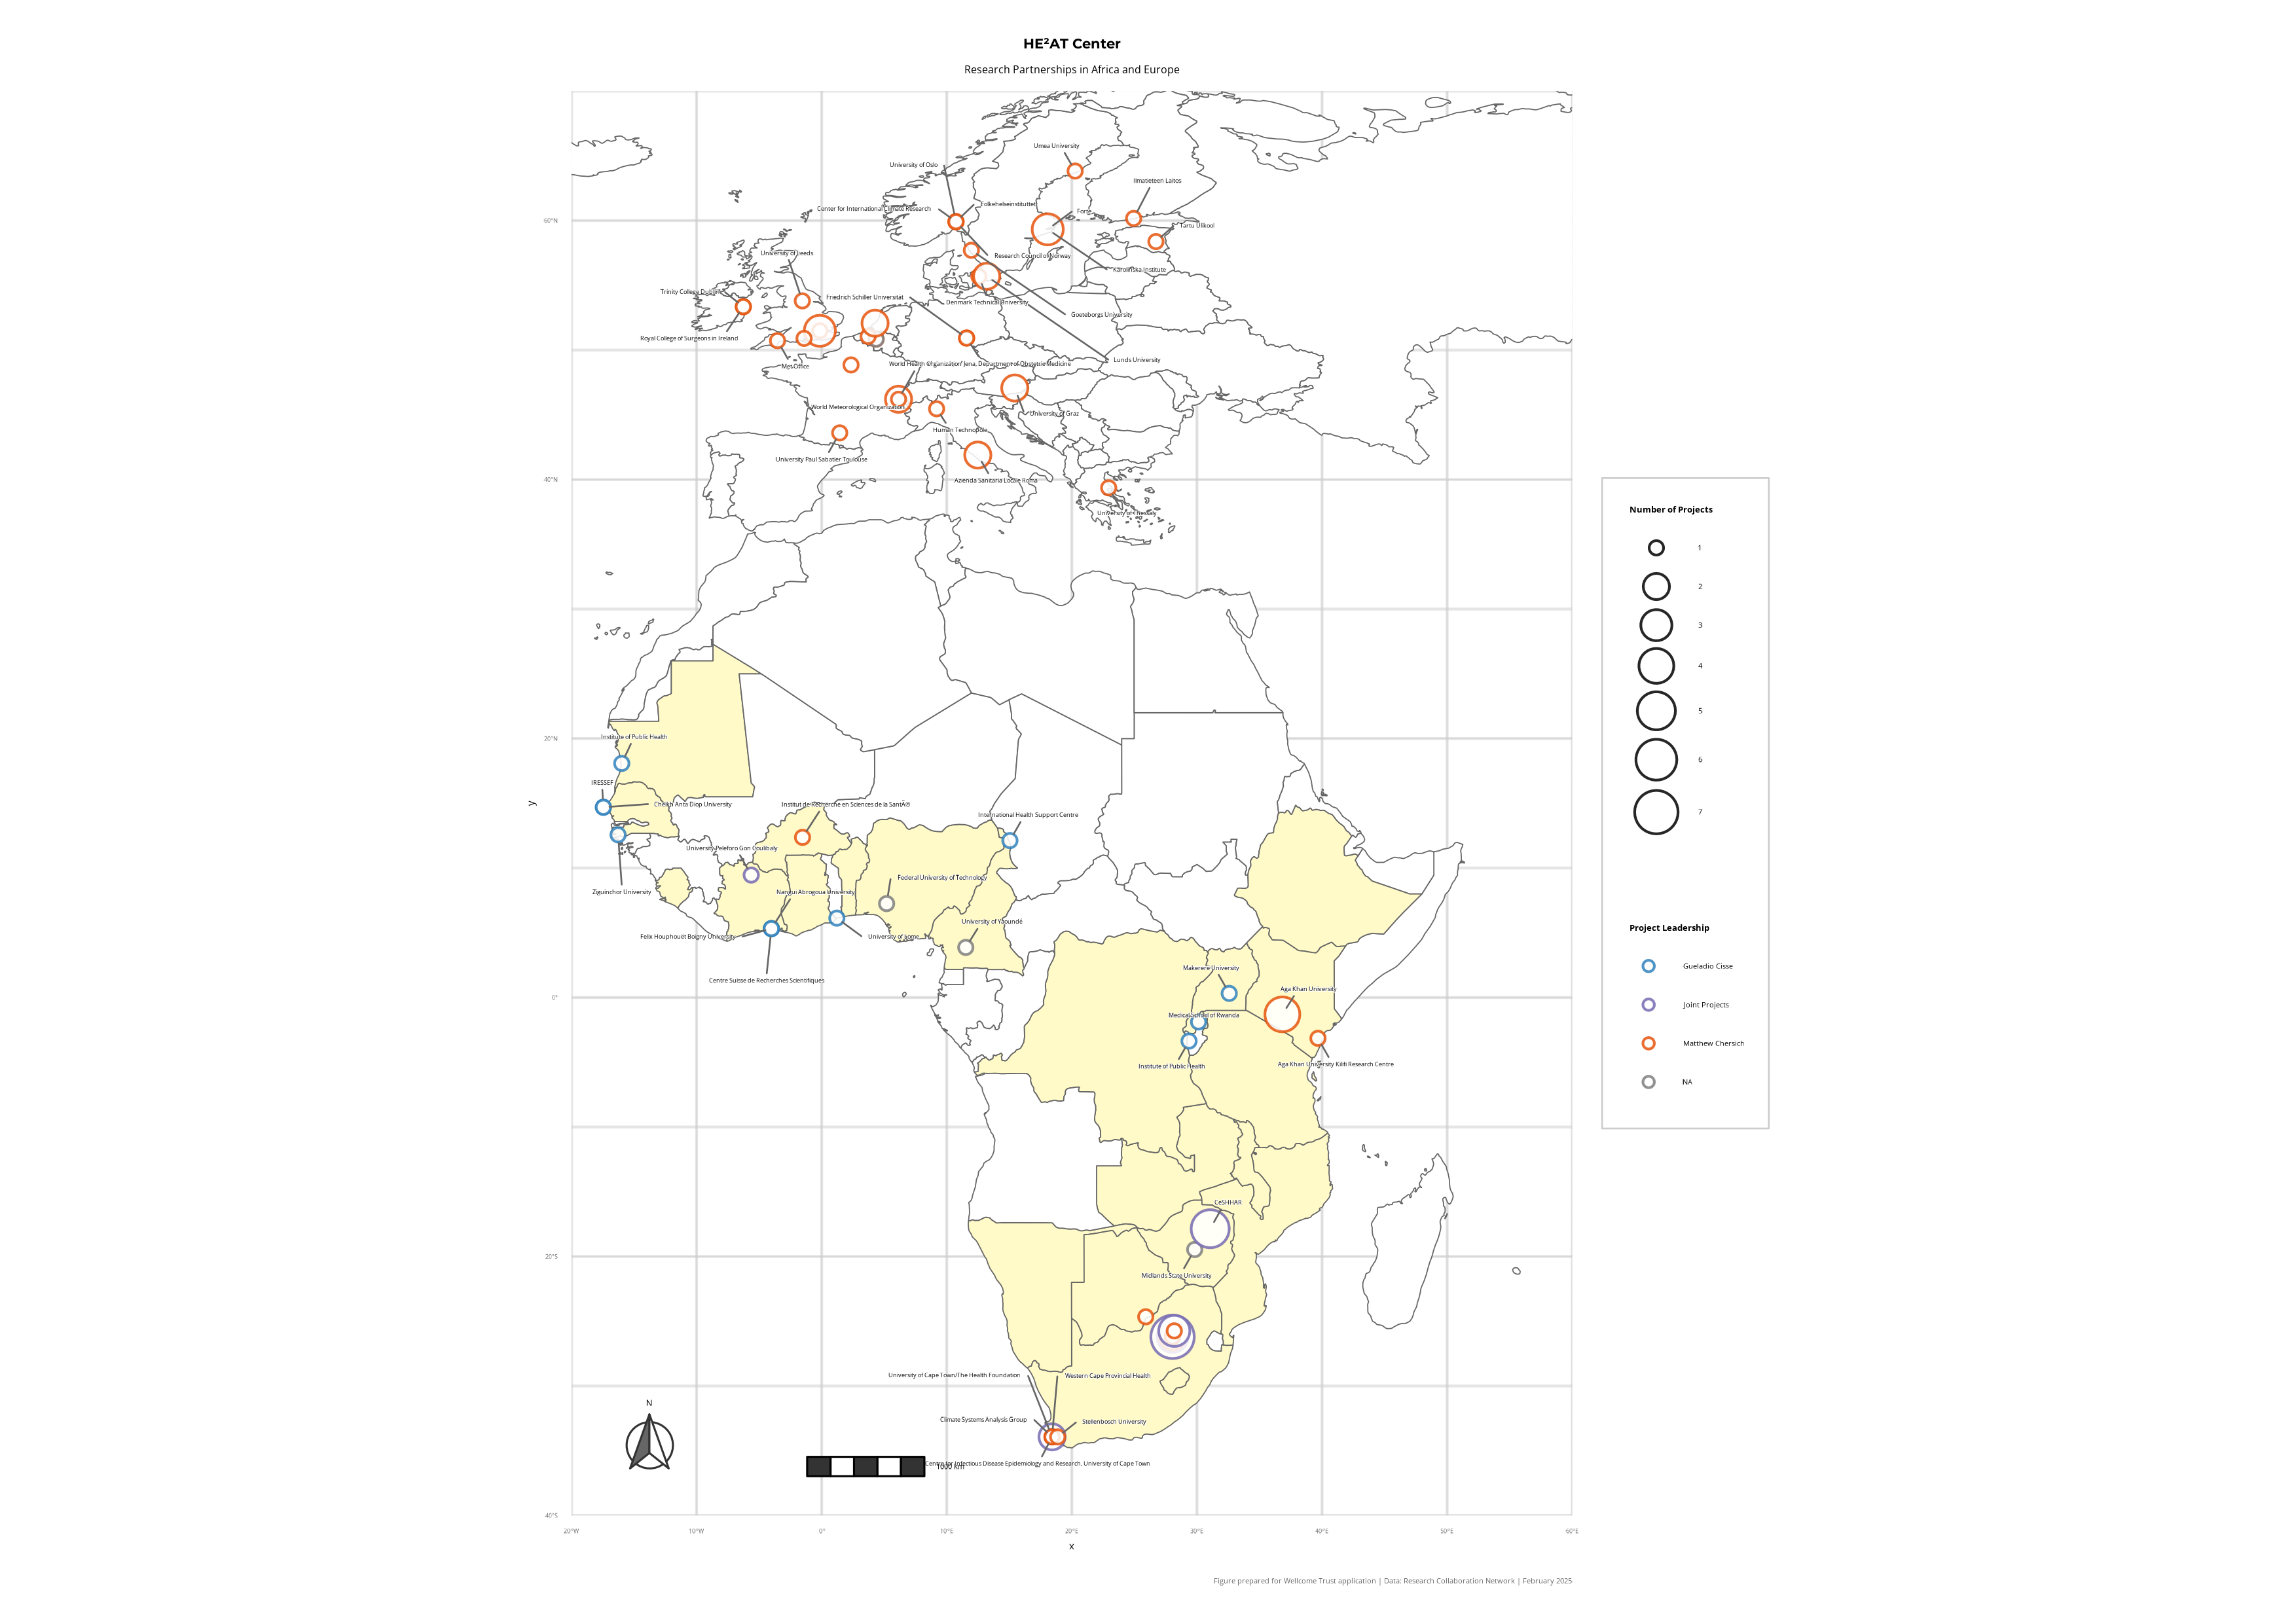 HE²AT Center
Research Partnerships in Africa and Europe
Umea University
University of Oslo
Ilmatieteen Laitos
Folkehelseinstituttet
Center for International Climate Research
Forte
60°N
Tartu Ülikool
University of Leeds
Research Council of Norway
Karolinska Institute
Trinity College Dublin
Friedrich Schiller Universität
Denmark Technical University
Goeteborgs University
Royal College of Surgeons in Ireland
Lunds University
Met Office
World Health Organization
Jena, Department of Obstetric Medicine
World Meteorological Organization
University of Graz
Human Technopole
University Paul Sabatier Toulouse
40°N
Azienda Sanitaria Locale Roma
University of Thessaly
Number of Projects
1
2
3
4
5
6
7
20°N
Institute of Public Health
IRESSEF
Cheikh Anta Diop University
Institut de Recherche en Sciences de la SantÃ©
International Health Support Centre
University Peleforo Gon Coulibaly
Federal University of Technology
Ziguinchor University
Nangui Abrogoua University
University of Yaoundé
Felix Houphouët Boigny University
University of Lome
Centre Suisse de Recherches Scientifiques
Makerere University
Aga Khan University
0°
Medical School of Rwanda
Institute of Public Health
Aga Khan University Kilifi Research Centre
Project Leadership
Gueladio Cisse
Joint Projects
Matthew Chersich
NA
y
CeSHHAR
20°S
Midlands State University
University of Cape Town/The Health Foundation
Western Cape Provincial Health
Climate Systems Analysis Group
Stellenbosch University
Centre for Infectious Disease Epidemiology and Research, University of Cape Town
N
1000 km
40°S
20°W
10°W
0°
10°E
20°E
30°E
40°E
50°E
60°E
x
Figure prepared for Wellcome Trust application | Data: Research Collaboration Network | February 2025